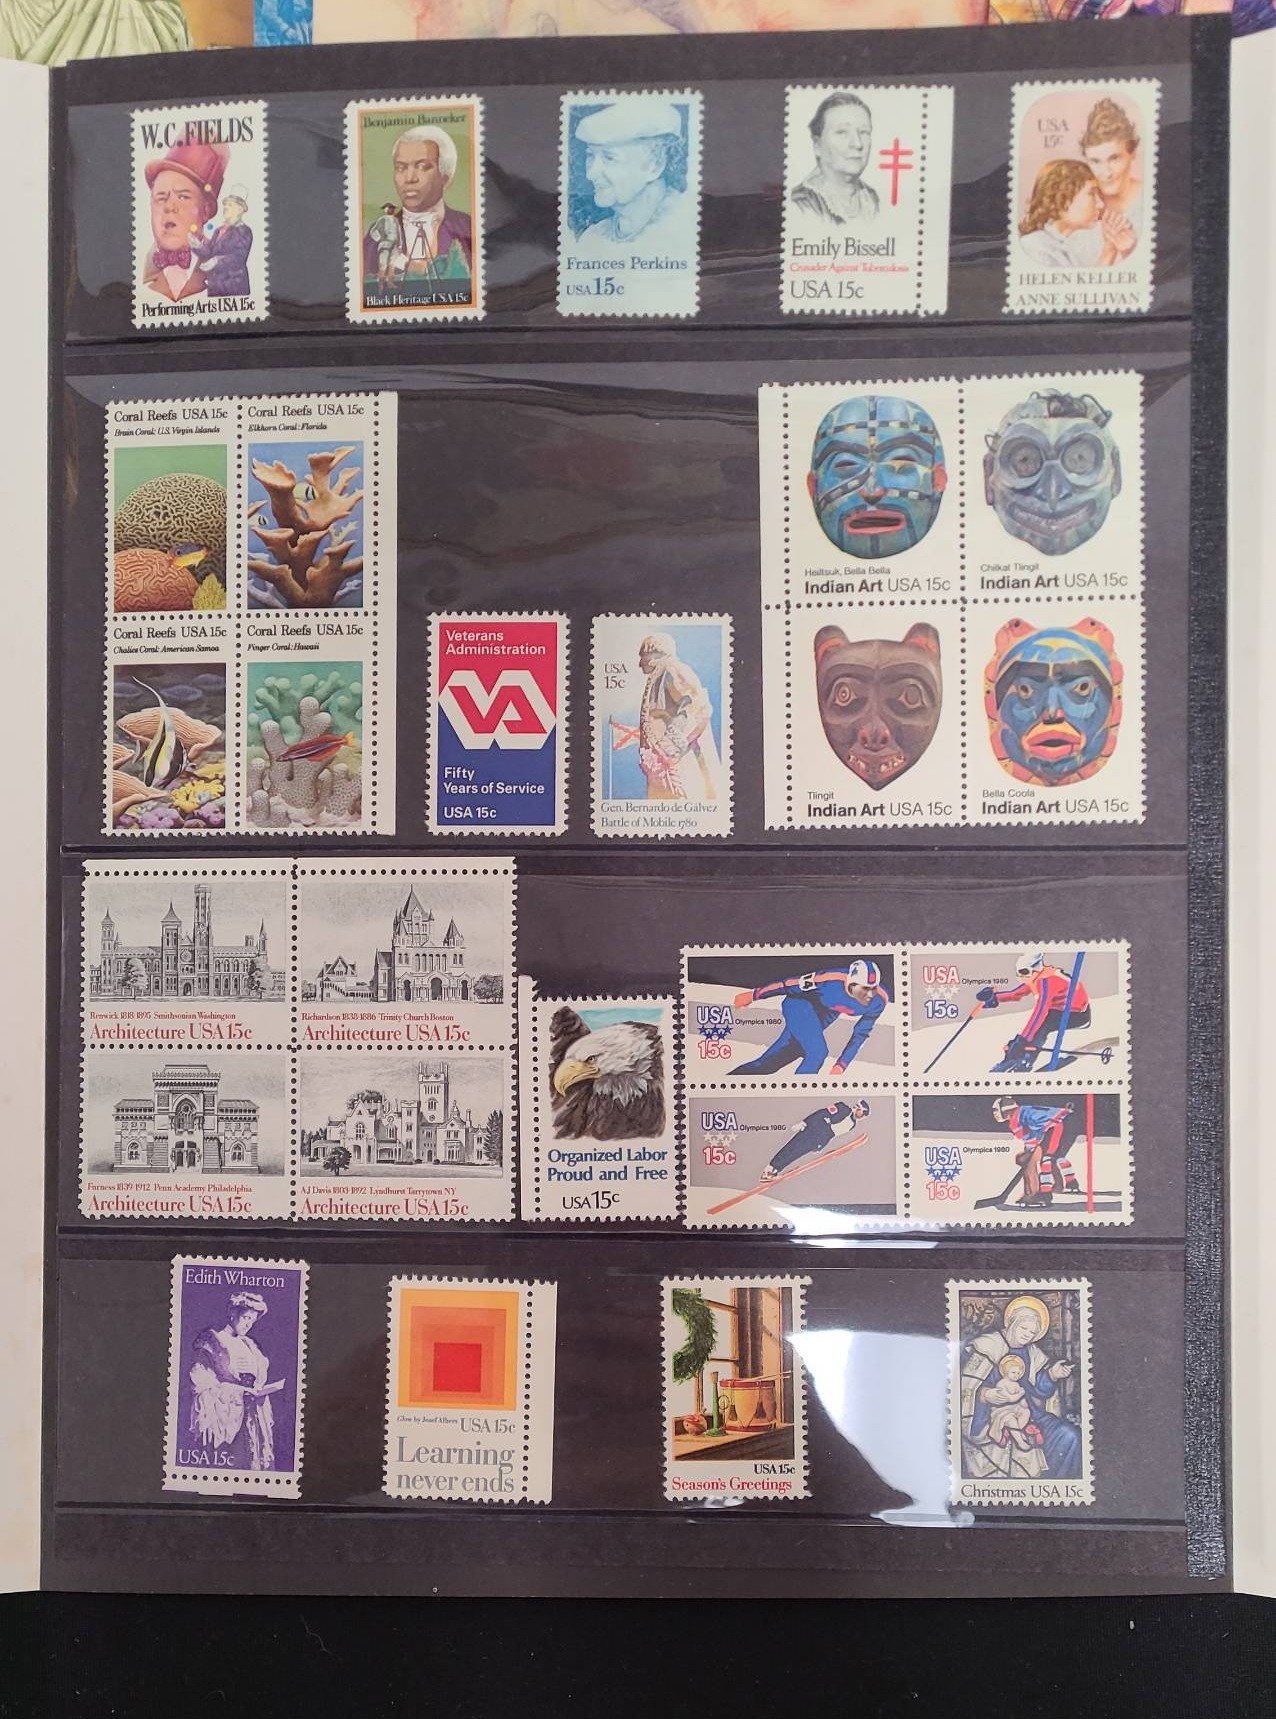 W.C.FIELDS
Performing Arts USA 15c
Benjamin Banneker
Black Heritage USA 15c
Frances Perkins
USA 15c
Emily Bissell
Crusader Against Tuberculosis
USA 15c
USA
15c
HELEN KELLER
ANNE SULLIVAN
Coral Reefs USA 15c
Brain Coral: U.S. Virgin Islands
Coral Reefs USA 15c
Elkhorn Coral: Florida
Coral Reefs USA 15c
Chalice Coral: American Samoa
Coral Reefs USA 15c
Finger Coral: Hawaii
Veterans
Administration
VA
Fifty
Years of Service
USA 15c
USA
15c
Gen. Bernardo de Gálvez
Battle of Mobile 1780
Heiltsuk, Bella Bella
Indian Art USA 15c
Chilkat Tlingit
Indian Art USA 15c
Tlingit
Indian Art USA 15c
Bella Coola
Indian Art USA 15c
Renwick 1818-1895 Smithsonian Washington
Architecture USA 15c
Richardson 1838-1886 Trinity Church Boston
Architecture USA 15c
Furness 1839-1912 Penn Academy Philadelphia
Architecture USA 15c
AJ Davis 1803-1892 Lyndhurst Tarrytown NY
Architecture USA 15c
Organized Labor
Proud and Free
USA 15c
USA
Olympics 1980
15c
USA
Olympics 1980
15c
USA
Olympics 1980
15c
USA
Olympics 1980
15c
Edith Wharton
USA 15c
Glow by Josef Albers
USA 15c
Learning
never ends
USA 15c
Season's Greetings
Christmas USA 15c